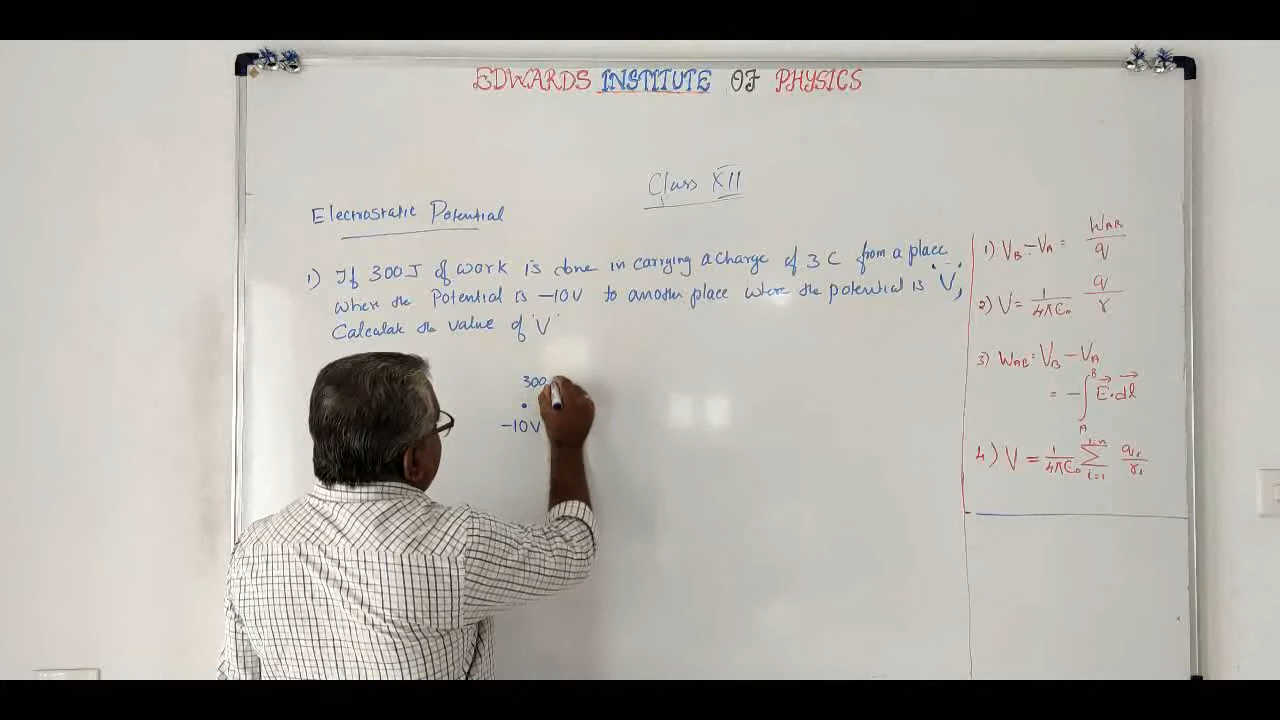 EDWARDS INSTITUTE OF PHYSICS
Class XII
Electrostatic Potential
1) If 300J of work is done in carrying a charge of 3 C from a place
where the Potential is -10V to another place where the potential is 'V',
Calculate the value of 'V'
300
-10V
1) V_B - V_A = W_AB / q
2) V = 1/4πϵ₀ q/r
3) W_AB = V_B - V_A
= - ∫_A^B E⃗ . dl⃗
4) V = 1/4πϵ₀ Σ_{i=1}^{i=n} q_i/r_i